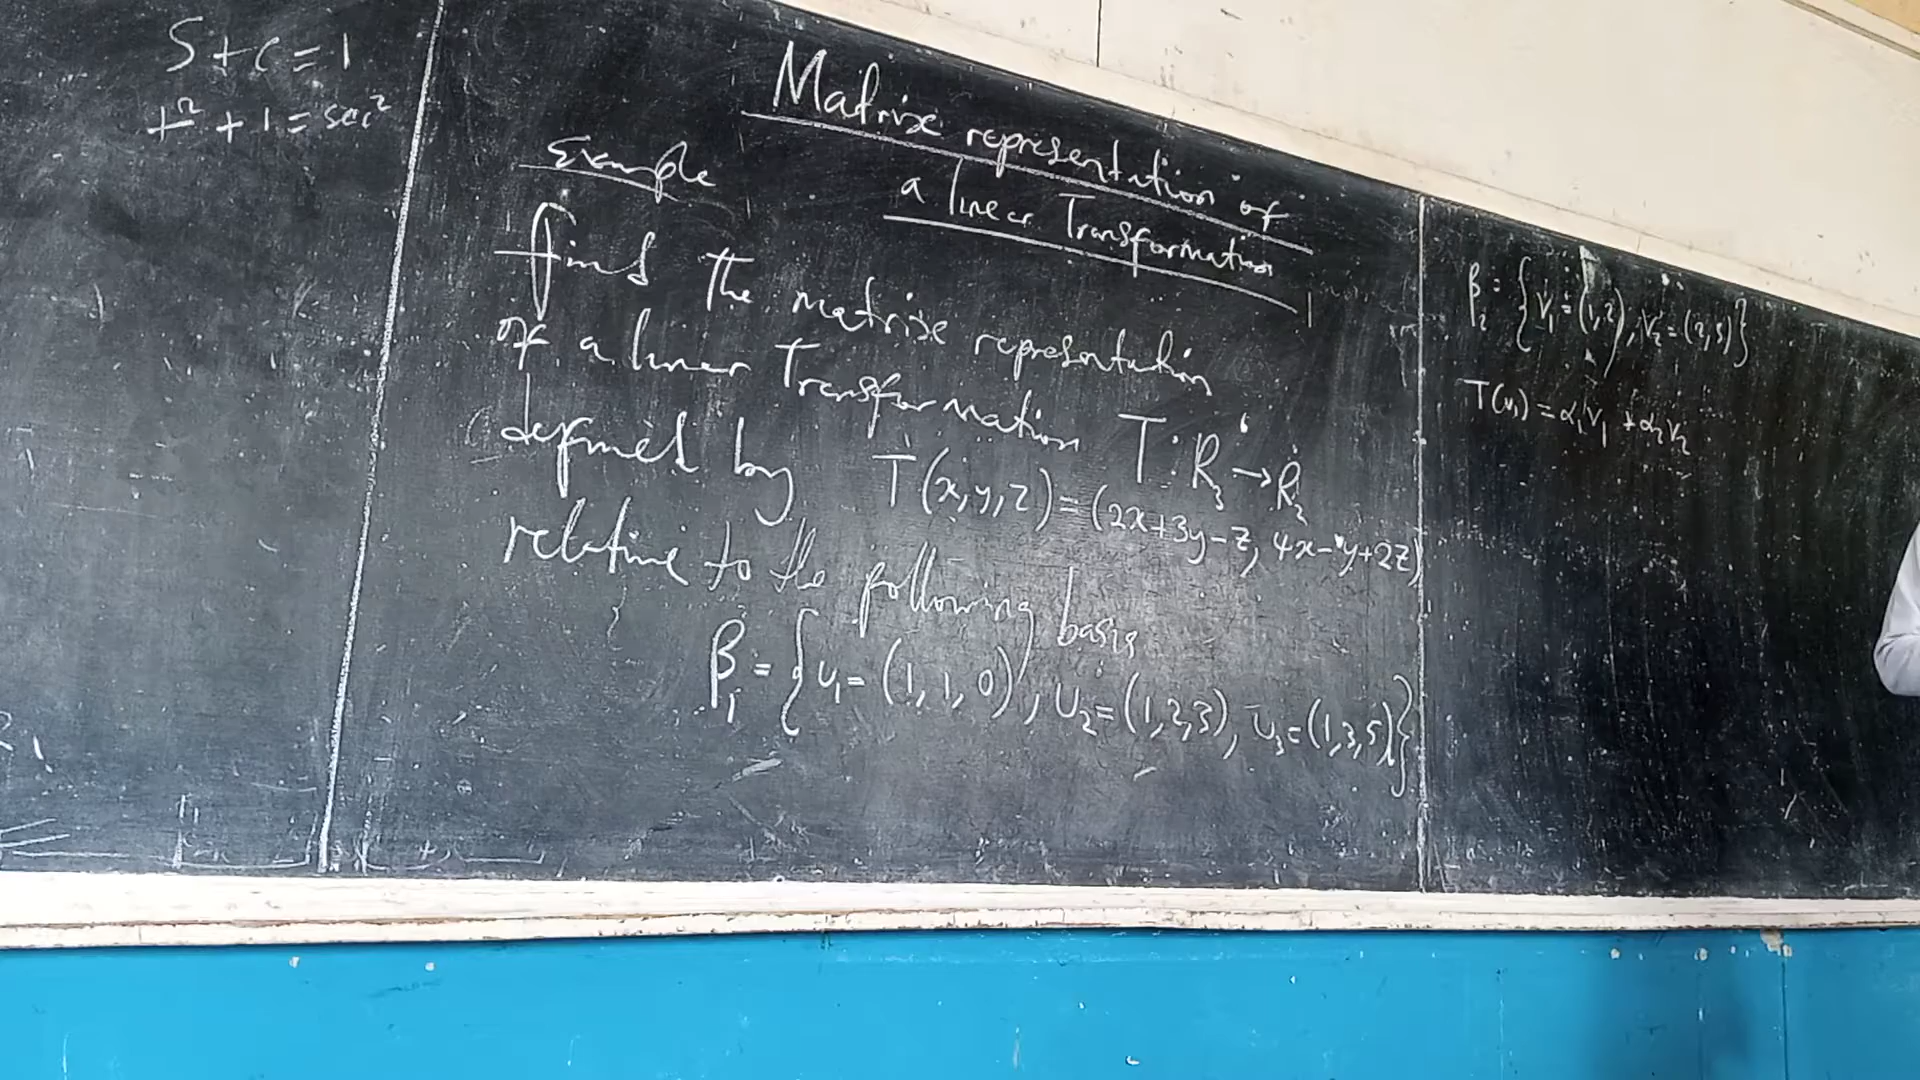 S + C = 1
t² + 1 = sec²
Matrix representation of
a linear Transformation
Example
find the matrix representation
of a linear Transformation T: R₃ → R₂
defined by T(x,y,z) = (2x+3y-z, 4x-y+2z)
relative to the following basis
β₁ = {u₁ = (1,1,0), u₂ = (1,2,3), u₃ = (1,3,5)}
β₂ = {v₁ = (1,2), v₂ = (2,3)}
T(u₁) = α₁v₁ + α₂v₂